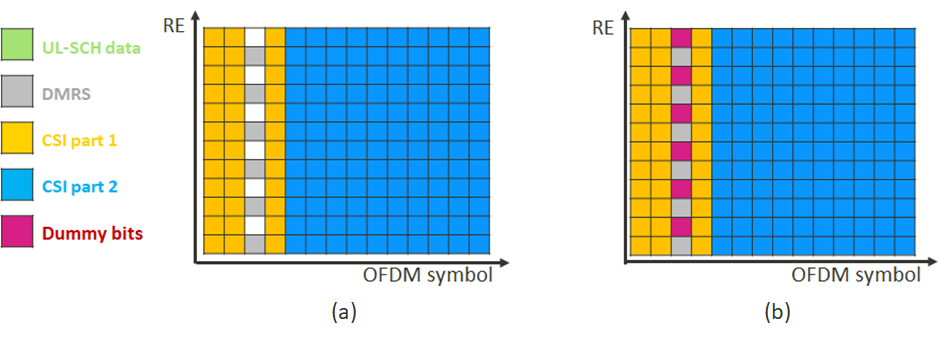 UL-SCH data
DMRS
CSI part 1
CSI part 2
Dummy bits
RE
OFDM symbol
(a)
RE
OFDM symbol
(b)